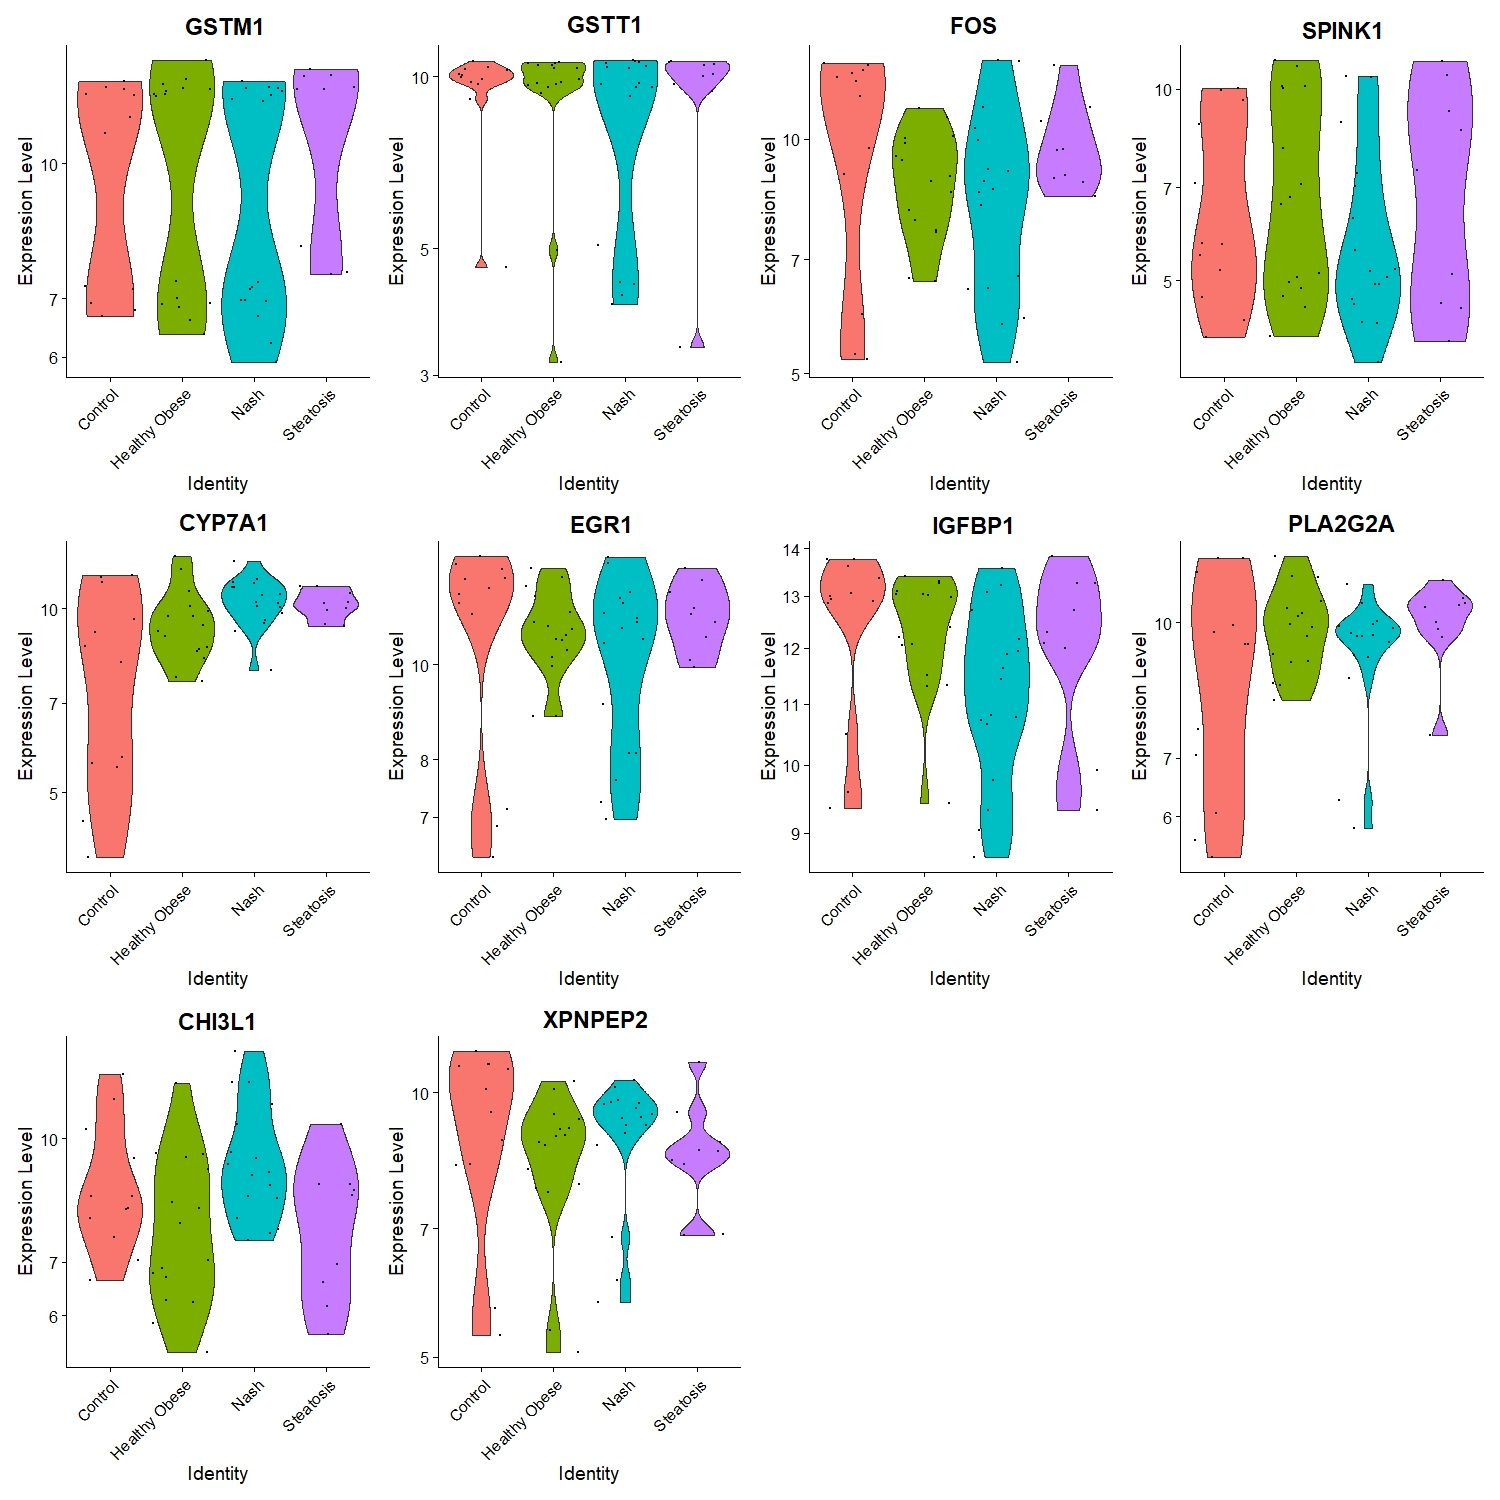 GSTM1
Expression Level
10
7
6
Control
Healthy Obese
Nash
Steatosis
Identity
GSTT1
Expression Level
10
5
3
Control
Healthy Obese
Nash
Steatosis
Identity
FOS
Expression Level
10
7
5
Control
Healthy Obese
Nash
Steatosis
Identity
SPINK1
Expression Level
10
7
5
Control
Healthy Obese
Nash
Steatosis
Identity
CYP7A1
Expression Level
10
7
5
Control
Healthy Obese
Nash
Steatosis
Identity
EGR1
Expression Level
10
8
7
Control
Healthy Obese
Nash
Steatosis
Identity
IGFBP1
Expression Level
14
13
12
11
10
9
Control
Healthy Obese
Nash
Steatosis
Identity
PLA2G2A
Expression Level
10
7
6
Control
Healthy Obese
Nash
Steatosis
Identity
CHI3L1
Expression Level
10
7
6
Control
Healthy Obese
Nash
Steatosis
Identity
XPNPEP2
Expression Level
10
7
5
Control
Healthy Obese
Nash
Steatosis
Identity